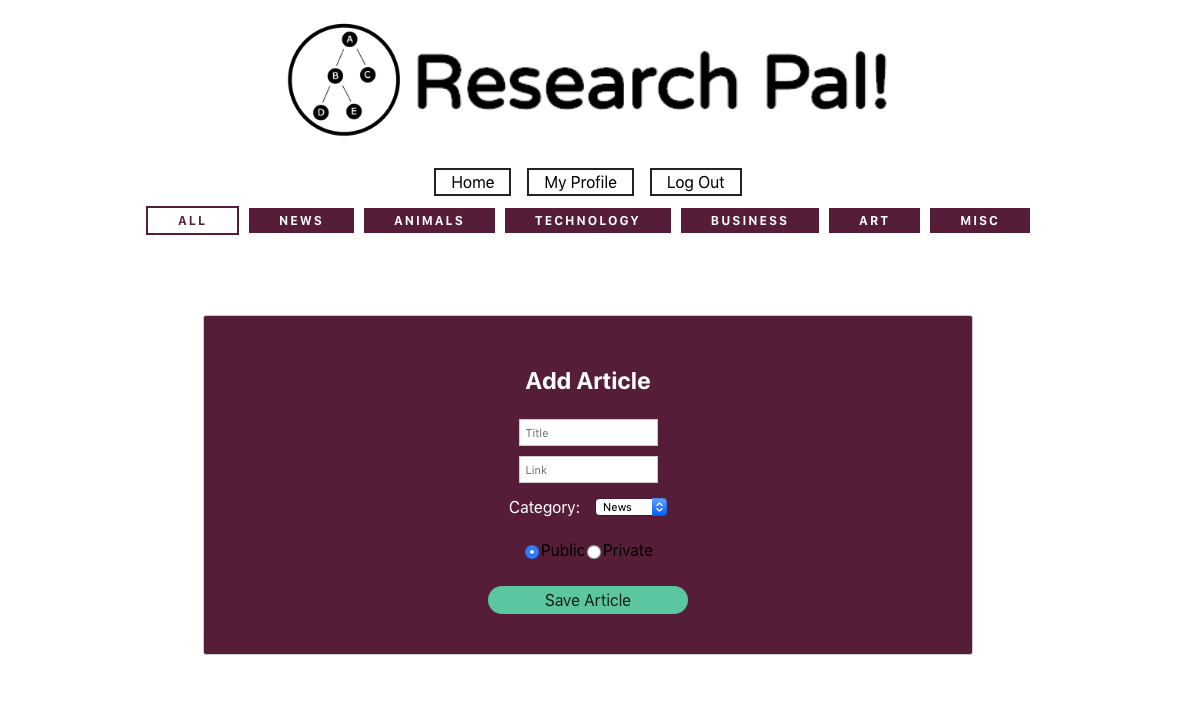 A
B C
D E
Research Pal!
Home My Profile Log Out
ALL NEWS ANIMALS TECHNOLOGY BUSINESS ART MISC
Add Article
Title
Link
Category: News
Public Private
Save Article